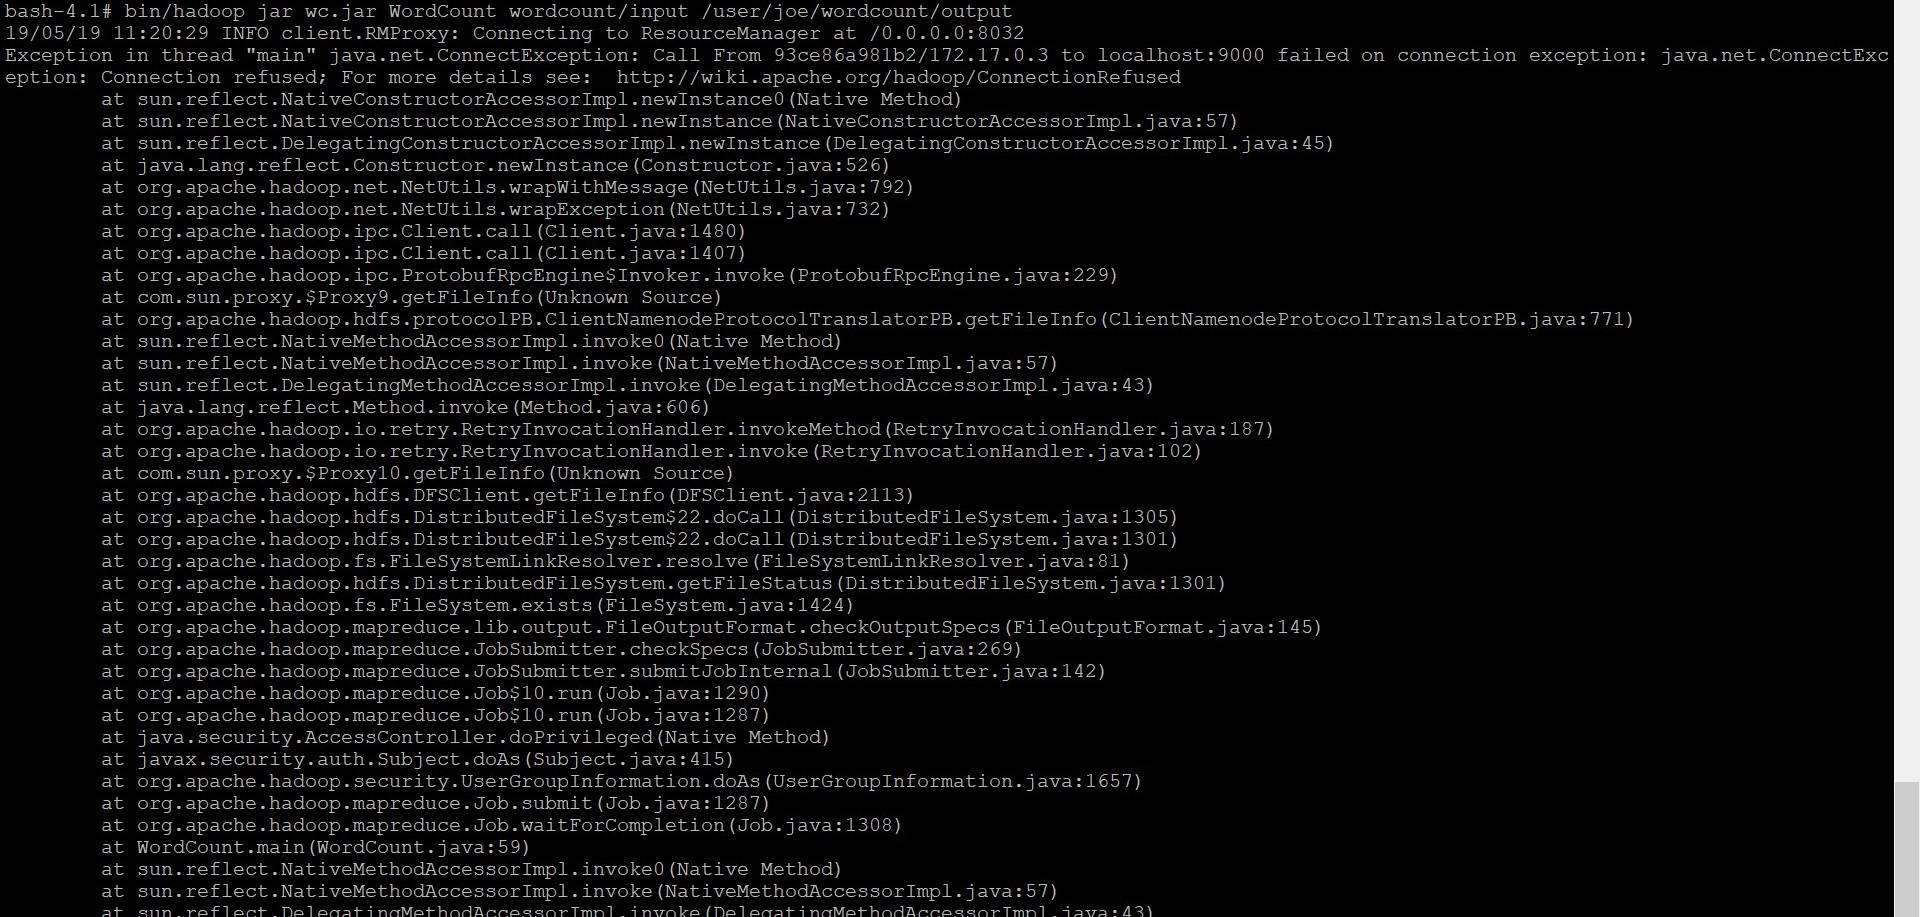 bash-4.1# bin/hadoop jar wc.jar WordCount wordcount/input /user/joe/wordcount/output
19/05/19 11:20:29 INFO client.RMProxy: Connecting to ResourceManager at /0.0.0.0:8032
Exception in thread "main" java.net.ConnectException: Call From 93ce86a981b2/172.17.0.3 to localhost:9000 failed on connection exception: java.net.ConnectExc
eption: Connection refused; For more details see:  http://wiki.apache.org/hadoop/ConnectionRefused
at sun.reflect.NativeConstructorAccessorImpl.newInstance0(Native Method)
at sun.reflect.NativeConstructorAccessorImpl.newInstance(NativeConstructorAccessorImpl.java:57)
at sun.reflect.DelegatingConstructorAccessorImpl.newInstance(DelegatingConstructorAccessorImpl.java:45)
at java.lang.reflect.Constructor.newInstance(Constructor.java:526)
at org.apache.hadoop.net.NetUtils.wrapWithMessage(NetUtils.java:792)
at org.apache.hadoop.net.NetUtils.wrapException(NetUtils.java:732)
at org.apache.hadoop.ipc.Client.call(Client.java:1480)
at org.apache.hadoop.ipc.Client.call(Client.java:1407)
at org.apache.hadoop.ipc.ProtobufRpcEngine$Invoker.invoke(ProtobufRpcEngine.java:229)
at com.sun.proxy.$Proxy9.getFileInfo(Unknown Source)
at org.apache.hadoop.hdfs.protocolPB.ClientNamenodeProtocolTranslatorPB.getFileInfo(ClientNamenodeProtocolTranslatorPB.java:771)
at sun.reflect.NativeMethodAccessorImpl.invoke0(Native Method)
at sun.reflect.NativeMethodAccessorImpl.invoke(NativeMethodAccessorImpl.java:57)
at sun.reflect.DelegatingMethodAccessorImpl.invoke(DelegatingMethodAccessorImpl.java:43)
at java.lang.reflect.Method.invoke(Method.java:606)
at org.apache.hadoop.io.retry.RetryInvocationHandler.invokeMethod(RetryInvocationHandler.java:187)
at org.apache.hadoop.io.retry.RetryInvocationHandler.invoke(RetryInvocationHandler.java:102)
at com.sun.proxy.$Proxy10.getFileInfo(Unknown Source)
at org.apache.hadoop.hdfs.DFSClient.getFileInfo(DFSClient.java:2113)
at org.apache.hadoop.hdfs.DistributedFileSystem$22.doCall(DistributedFileSystem.java:1305)
at org.apache.hadoop.hdfs.DistributedFileSystem$22.doCall(DistributedFileSystem.java:1301)
at org.apache.hadoop.fs.FileSystemLinkResolver.resolve(FileSystemLinkResolver.java:81)
at org.apache.hadoop.hdfs.DistributedFileSystem.getFileStatus(DistributedFileSystem.java:1301)
at org.apache.hadoop.fs.FileSystem.exists(FileSystem.java:1424)
at org.apache.hadoop.mapreduce.lib.output.FileOutputFormat.checkOutputSpecs(FileOutputFormat.java:145)
at org.apache.hadoop.mapreduce.JobSubmitter.checkSpecs(JobSubmitter.java:269)
at org.apache.hadoop.mapreduce.JobSubmitter.submitJobInternal(JobSubmitter.java:142)
at org.apache.hadoop.mapreduce.Job$10.run(Job.java:1290)
at org.apache.hadoop.mapreduce.Job$10.run(Job.java:1287)
at java.security.AccessController.doPrivileged(Native Method)
at javax.security.auth.Subject.doAs(Subject.java:415)
at org.apache.hadoop.security.UserGroupInformation.doAs(UserGroupInformation.java:1657)
at org.apache.hadoop.mapreduce.Job.submit(Job.java:1287)
at org.apache.hadoop.mapreduce.Job.waitForCompletion(Job.java:1308)
at WordCount.main(WordCount.java:59)
at sun.reflect.NativeMethodAccessorImpl.invoke0(Native Method)
at sun.reflect.NativeMethodAccessorImpl.invoke(NativeMethodAccessorImpl.java:57)
at sun.reflect.DelegatingMethodAccessorImpl.invoke(DelegatingMethodAccessorImpl.java:43)